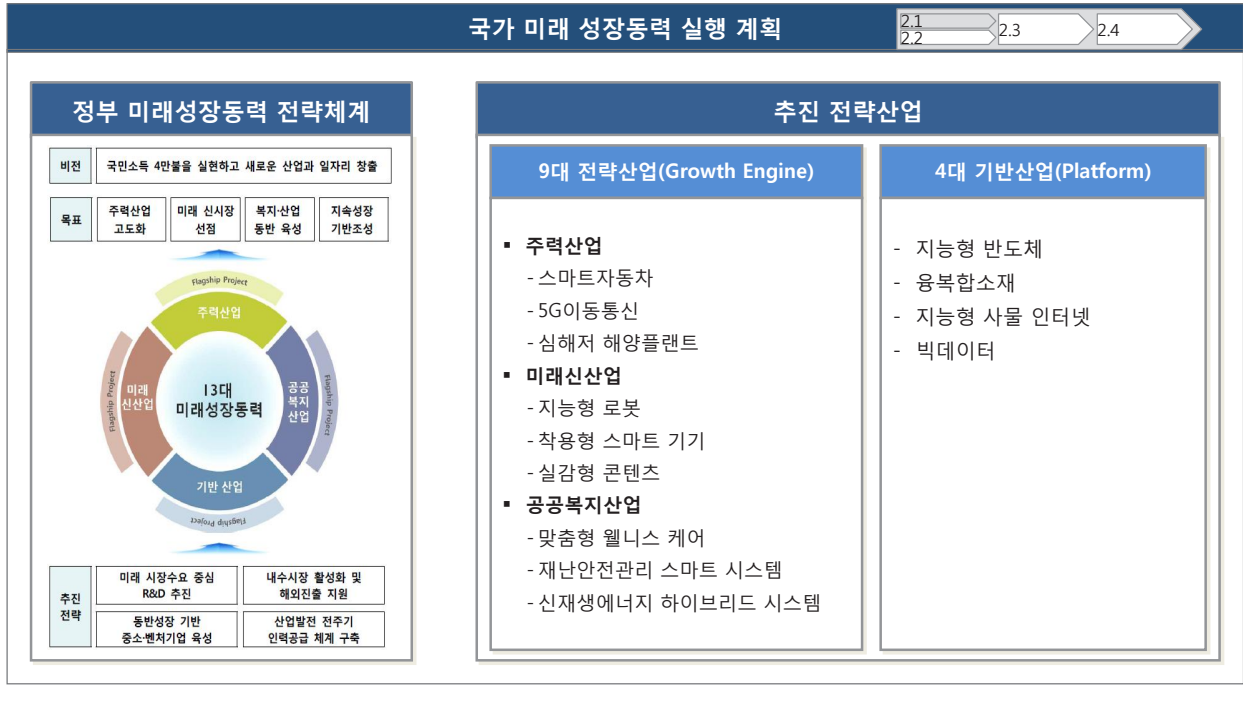 국가 미래 성장동력 실행 계획
2.1
2.2
2.3
2.4
정부 미래성장동력 전략체계
비전
국민소득 4만불을 실현하고 새로운 산업과 일자리 창출
목표
주력산업
고도화
미래 신시장
선점
복지·산업
동반 육성
지속성장
기반조성
Flagship Project
주력산업
Flagship Project
미래
신산업
13대
미래성장동력
공공
복지
산업
Flagship Project
기반 산업
Flagship Project
추진
전략
미래 시장수요 중심
R&D 추진
내수시장 활성화 및
해외진출 지원
동반성장 기반
중소·벤처기업 육성
산업발전 전주기
인력공급 체계 구축
추진 전략산업
9대 전략산업(Growth Engine)
▪ 주력산업
-스마트자동차
-5G이동통신
-심해저 해양플랜트
▪ 미래신산업
-지능형 로봇
-착용형 스마트 기기
-실감형 콘텐츠
▪ 공공복지산업
-맞춤형 웰니스 케어
-재난안전관리 스마트 시스템
-신재생에너지 하이브리드 시스템
4대 기반산업(Platform)
- 지능형 반도체
- 융복합소재
- 지능형 사물 인터넷
- 빅데이터